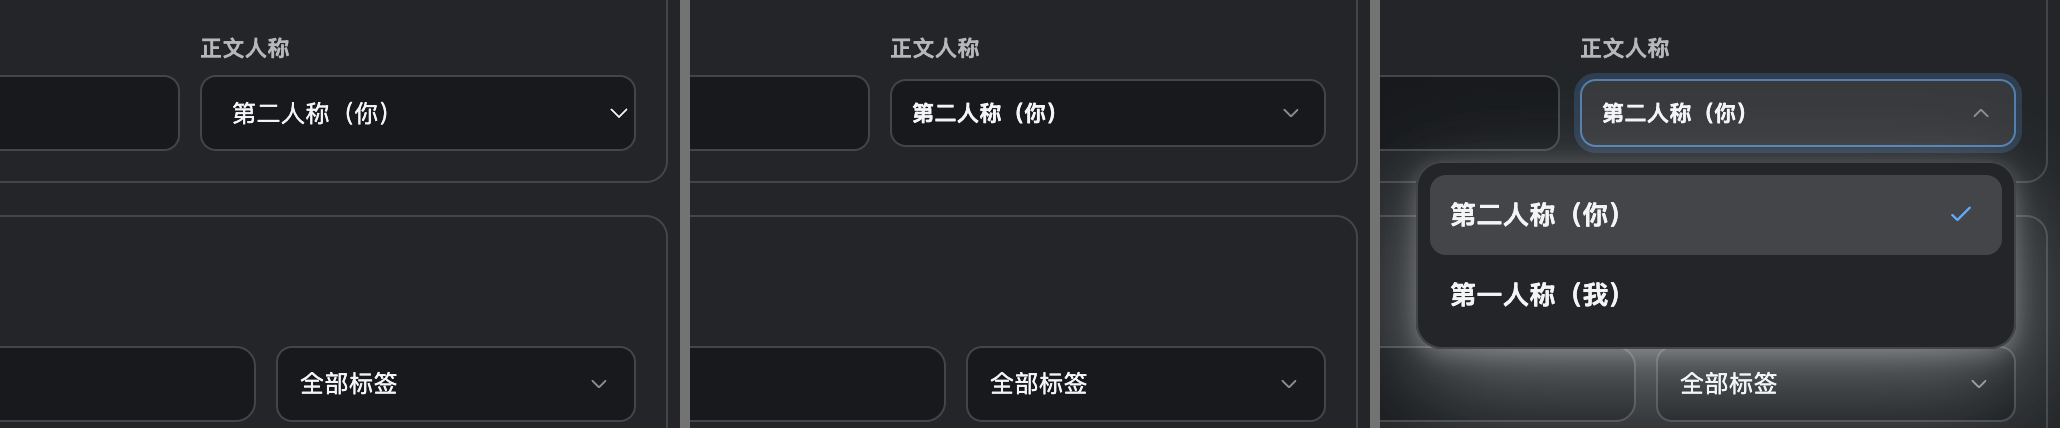 正文人称
第二人称（你）
全部标签
正文人称
第二人称（你）
全部标签
正文人称
第二人称（你）
第二人称（你）
第一人称（我）
全部标签